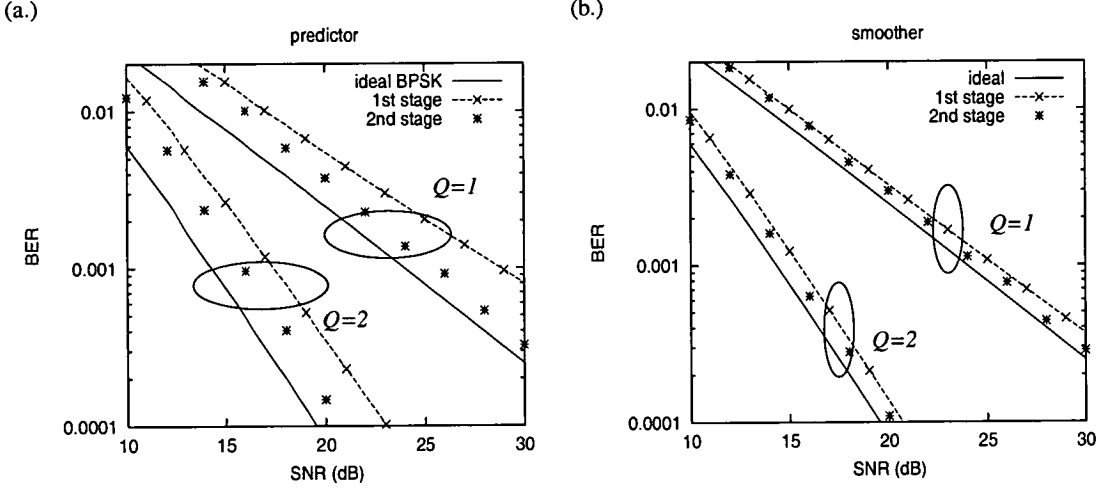 (a.)
predictor
ideal BPSK
1st stage
2nd stage
0.01
0.001
0.0001
BER
Q=1
Q=2
10 15 20 25 30
SNR (dB)
(b.)
smoother
ideal
1st stage
2nd stage
0.01
0.001
0.0001
BER
Q=1
Q=2
10 15 20 25 30
SNR (dB)